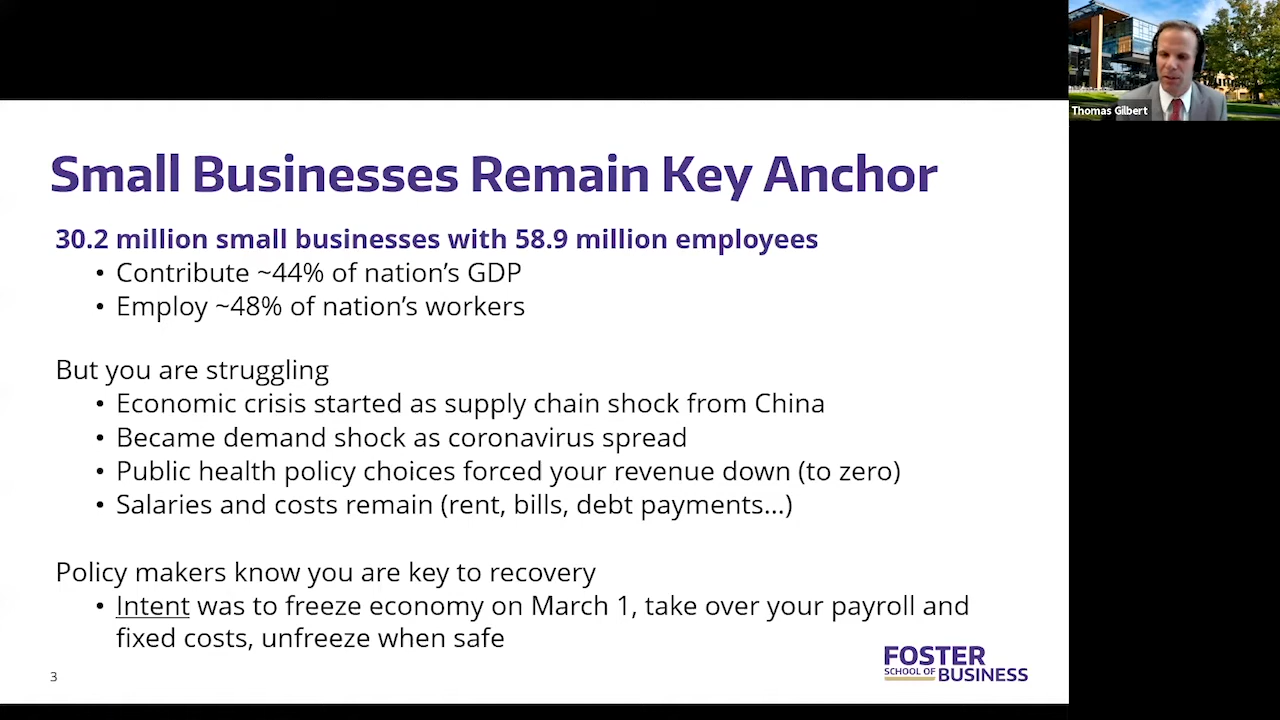 Small Businesses Remain Key Anchor
30.2 million small businesses with 58.9 million employees
• Contribute ~44% of nation’s GDP
• Employ ~48% of nation’s workers
But you are struggling
• Economic crisis started as supply chain shock from China
• Became demand shock as coronavirus spread
• Public health policy choices forced your revenue down (to zero)
• Salaries and costs remain (rent, bills, debt payments…)
Policy makers know you are key to recovery
• Intent was to freeze economy on March 1, take over your payroll and
fixed costs, unfreeze when safe
3
FOSTER
SCHOOL OF BUSINESS
Thomas Gilbert